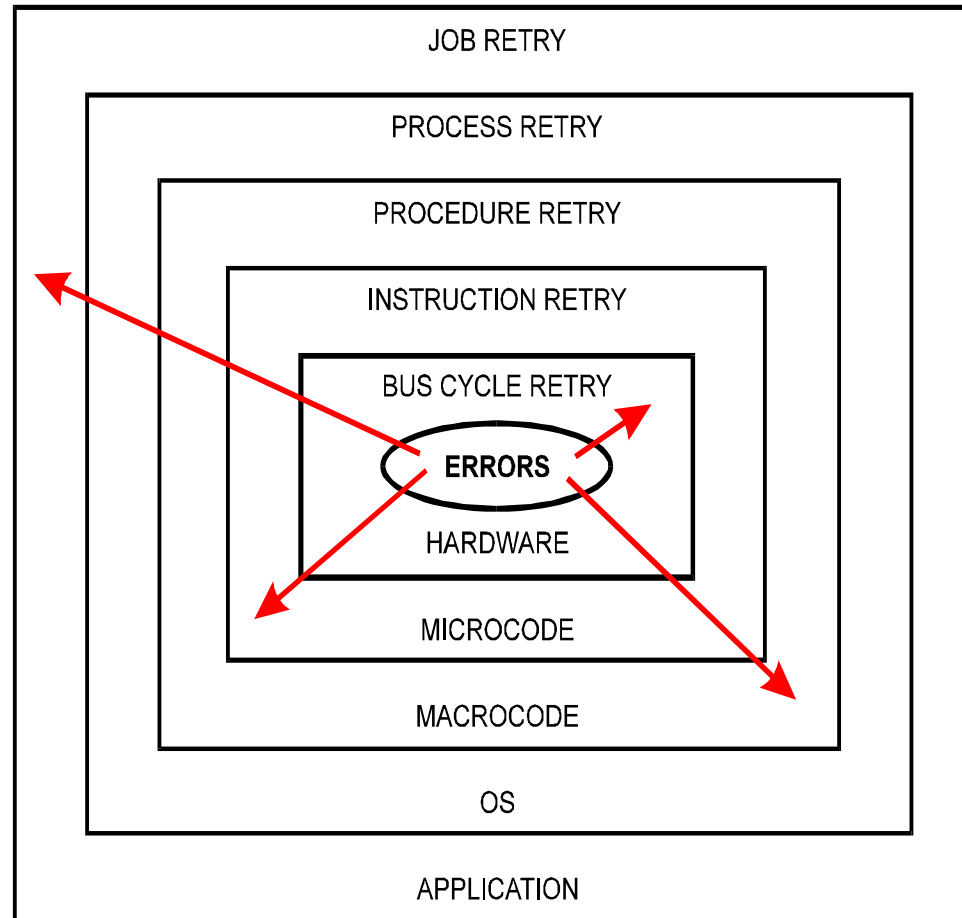 JOB RETRY
PROCESS RETRY
PROCEDURE RETRY
INSTRUCTION RETRY
BUS CYCLE RETRY
ERRORS
HARDWARE
MICROCODE
MACROCODE
OS
APPLICATION